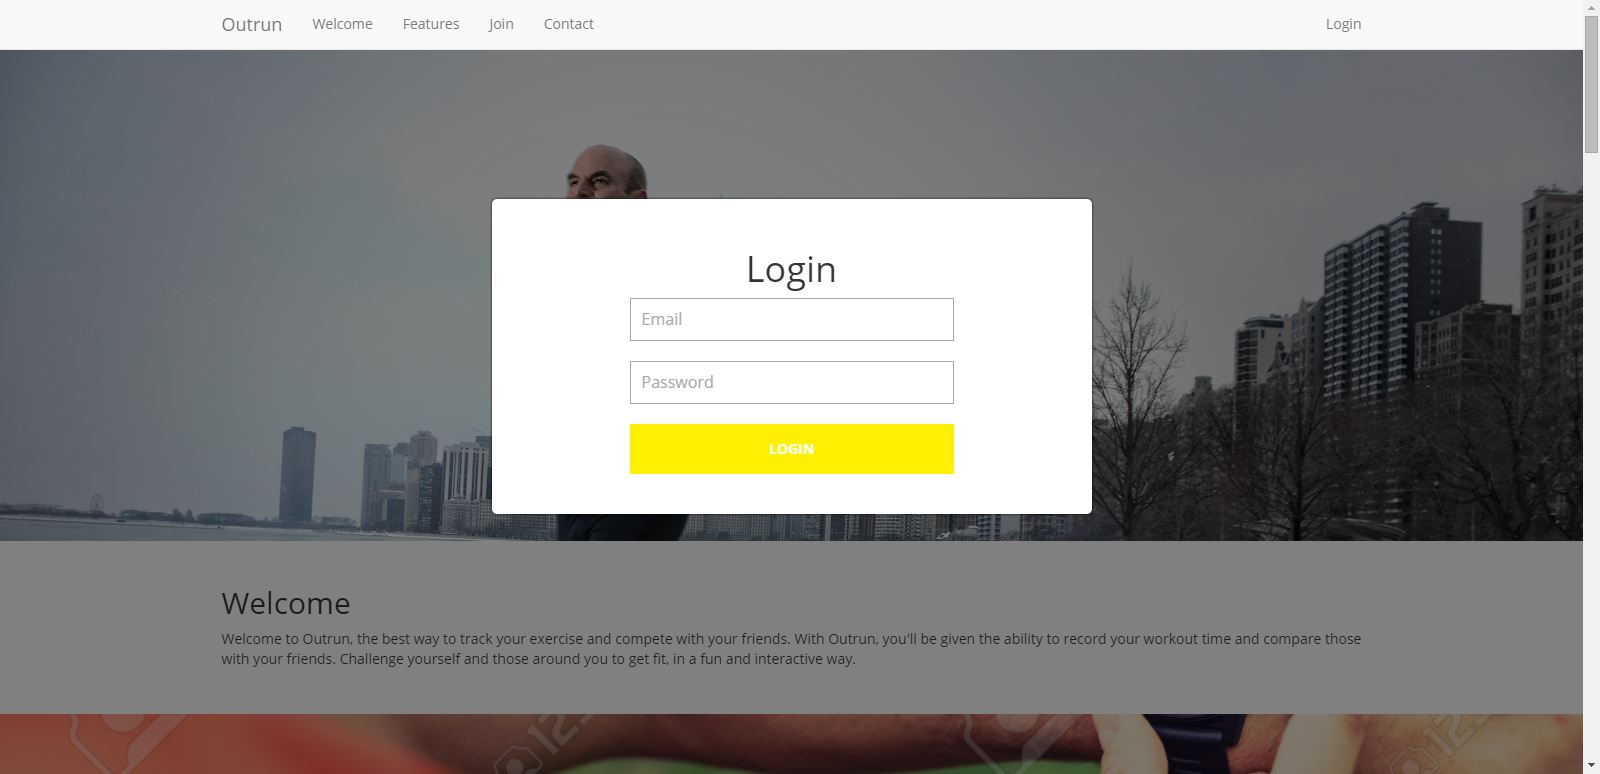 Outrun Welcome Features Join Contact Login
Login
Email
Password
LOGIN
Welcome
Welcome to Outrun, the best way to track your exercise and compete with your friends. With Outrun, you'll be given the ability to record your workout time and compare those
with your friends. Challenge yourself and those around you to get fit, in a fun and interactive way.